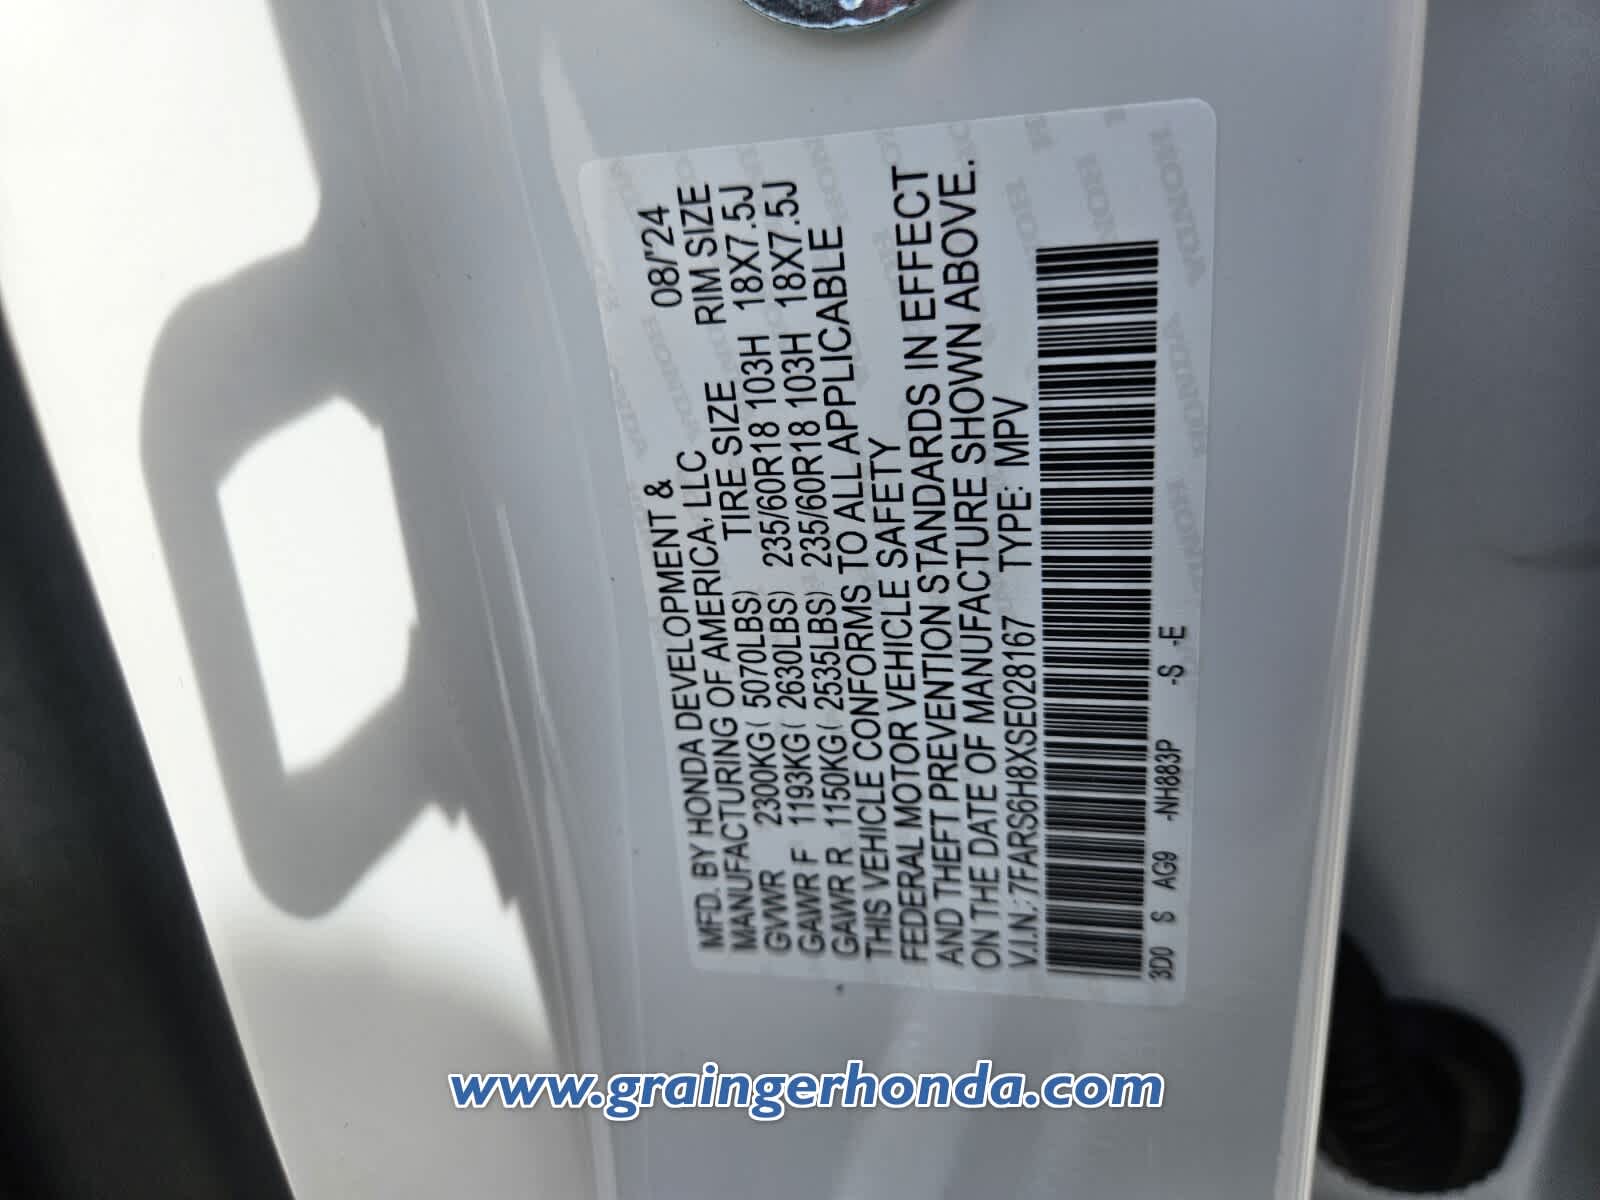 MFD. BY HONDA DEVELOPMENT & 08/'24
MANUFACTURING OF AMERICA, LLC
TIRE SIZE RIM SIZE
GVWR 2300KG( 5070LBS)
GAWR F 1193KG( 2630LBS) 235/60R18 103H 18X7.5J
GAWR R 1150KG( 2535LBS) 235/60R18 103H 18X7.5J
THIS VEHICLE CONFORMS TO ALL APPLICABLE
FEDERAL MOTOR VEHICLE SAFETY
AND THEFT PREVENTION STANDARDS IN EFFECT
ON THE DATE OF MANUFACTURE SHOWN ABOVE.
V.I.N.:7FARS6H8XSE028167 TYPE: MPV
3D0 S AG9 -NH883P -S -E
HONDA
www.graingerhonda.com